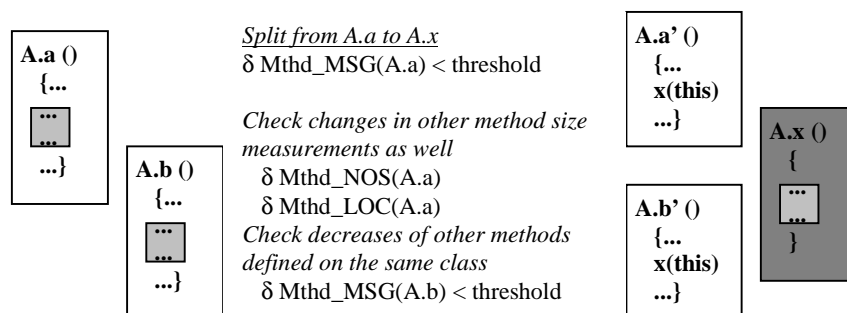 A.a ()
{...
...
...
...}
A.b ()
{...
...
...
...}
Split from A.a to A.x
δ Mthd_MSG(A.a) < threshold
Check changes in other method size
measurements as well
δ Mthd_NOS(A.a)
δ Mthd_LOC(A.a)
Check decreases of other methods
defined on the same class
δ Mthd_MSG(A.b) < threshold
A.a’ ()
{...
x(this)
...}
A.b’ ()
{...
x(this)
...}
A.x ()
{
...
...
}